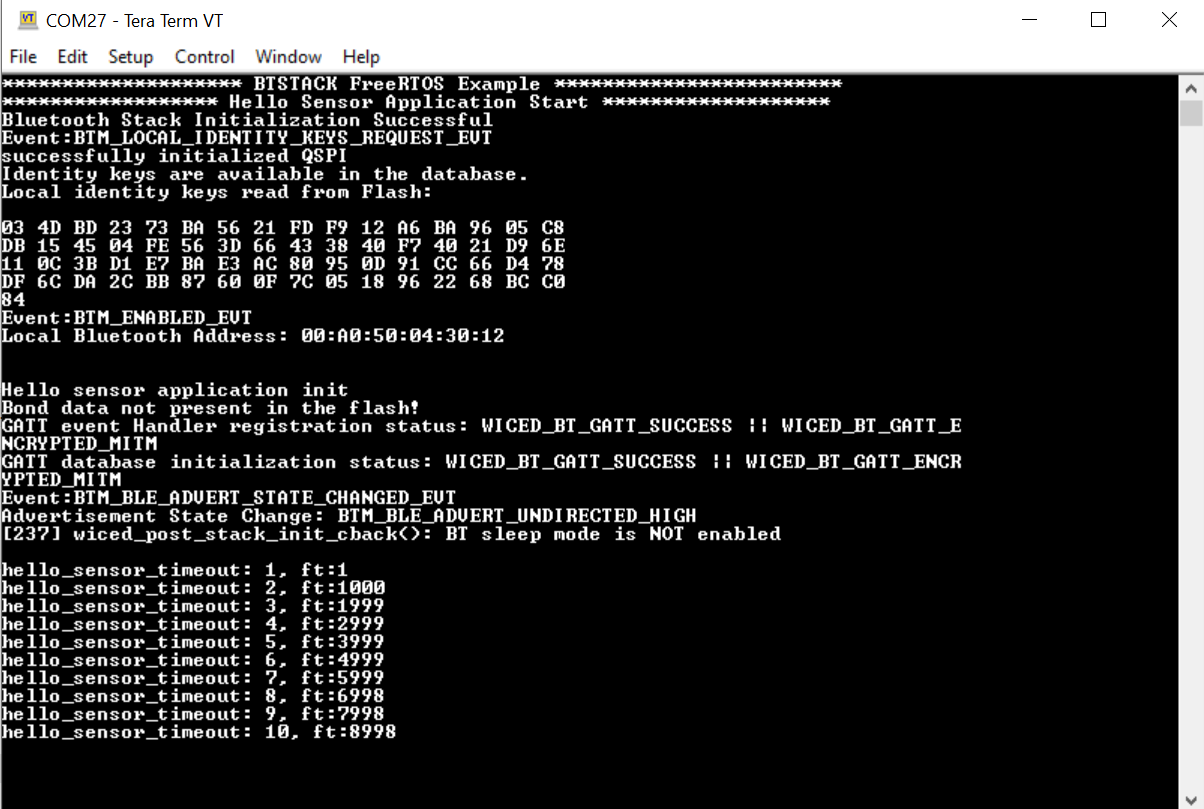 COM27 - Tera Term VT
File Edit Setup Control Window Help
******************** BTSTACK FreeRTOS Example ************************
****************** Hello Sensor Application Start *******************
Bluetooth Stack Initialization Successful
Event:BTM_LOCAL_IDENTITY_KEYS_REQUEST_EVT
successfully initialized QSPI
Identity keys are available in the database.
Local identity keys read from Flash:
03 4D BD 23 73 BA 56 21 FD F9 12 A6 BA 96 05 C8
DB 15 45 04 FE 56 3D 66 43 38 40 F7 40 21 D9 6E
11 0C 3B D1 E7 BA E3 AC 80 95 0D 91 CC 66 D4 78
DF 6C DA 2C BB 87 60 0F 7C 05 18 96 22 68 BC C0
84
Event:BTM_ENABLED_EVT
Local Bluetooth Address: 00:A0:50:04:30:12
Hello sensor application init
Bond data not present in the flash!
GATT event Handler registration status: WICED_BT_GATT_SUCCESS || WICED_BT_GATT_E
NCRYPTED_MITM
GATT database initialization status: WICED_BT_GATT_SUCCESS || WICED_BT_GATT_ENCR
YPTED_MITM
Event:BTM_BLE_ADVERT_STATE_CHANGED_EVT
Advertisement State Change: BTM_BLE_ADVERT_UNDIRECTED_HIGH
[237] wiced_post_stack_init_cback(): BT sleep mode is NOT enabled
hello_sensor_timeout: 1, ft:1
hello_sensor_timeout: 2, ft:1000
hello_sensor_timeout: 3, ft:1999
hello_sensor_timeout: 4, ft:2999
hello_sensor_timeout: 5, ft:3999
hello_sensor_timeout: 6, ft:4999
hello_sensor_timeout: 7, ft:5999
hello_sensor_timeout: 8, ft:6998
hello_sensor_timeout: 9, ft:7998
hello_sensor_timeout: 10, ft:8998